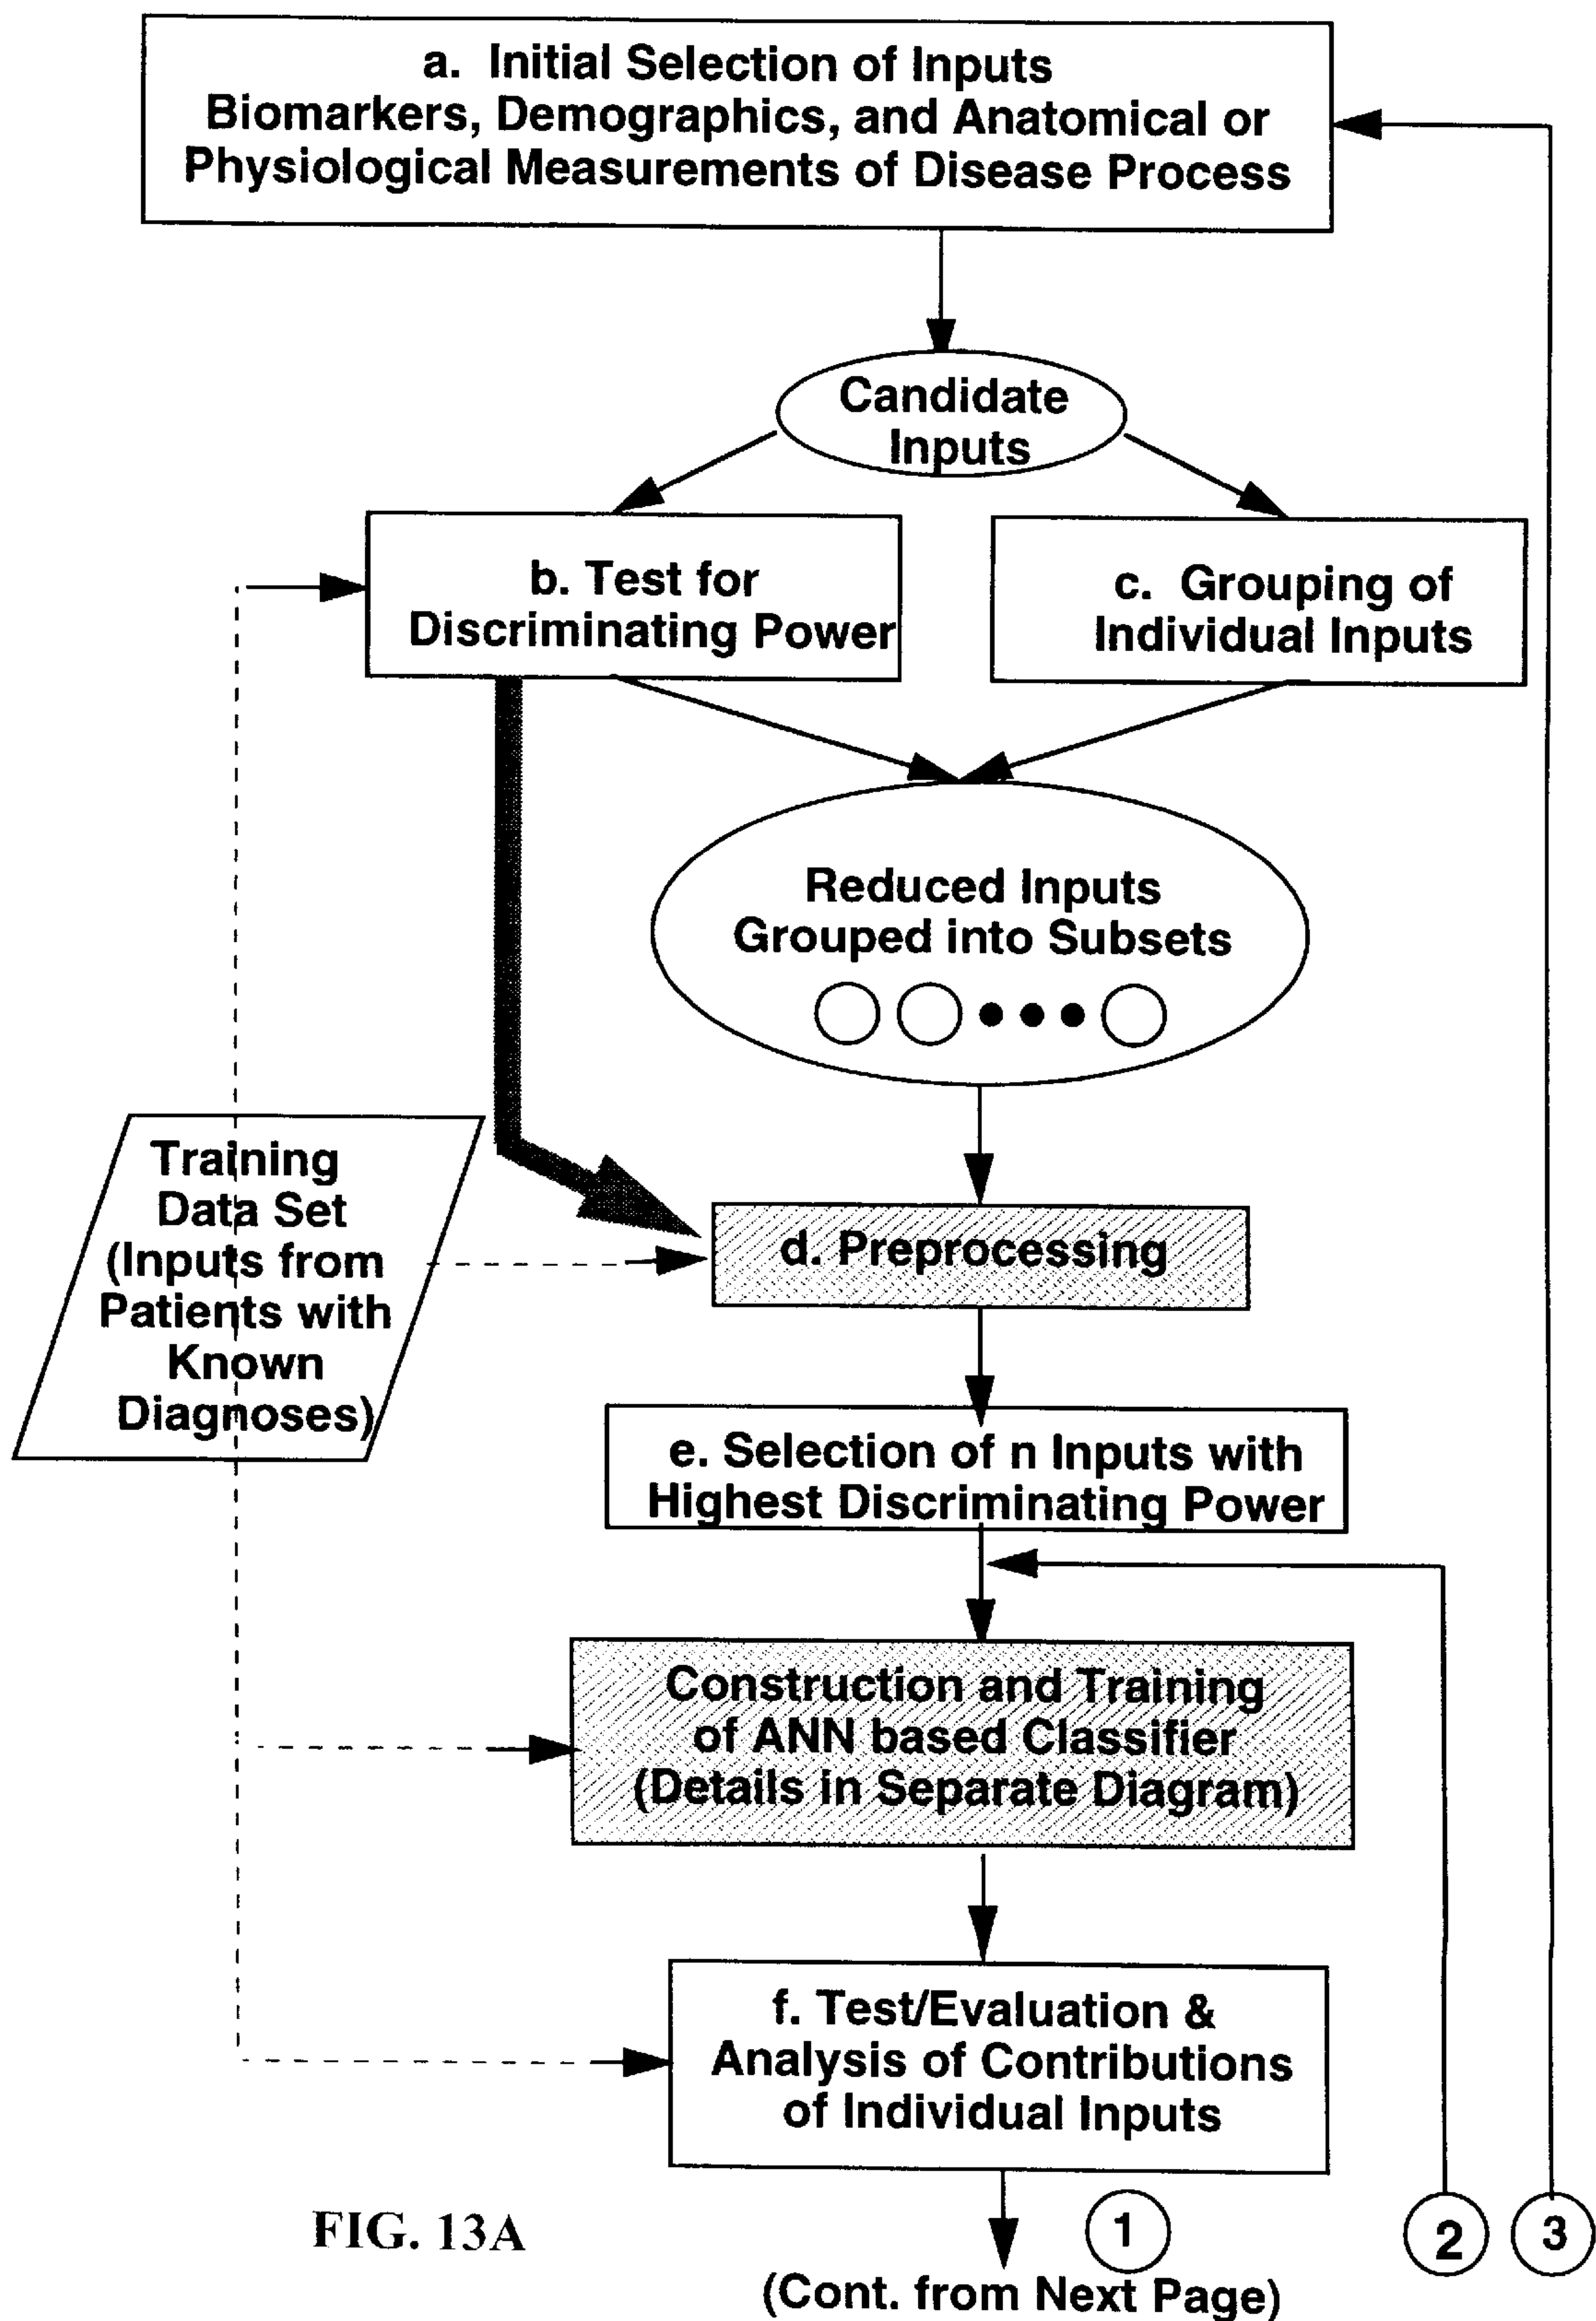 a. Initial Selection of Inputs
Biomarkers, Demographics, and Anatomical or
Physiological Measurements of Disease Process
Candidate
Inputs
b. Test for
Discriminating Power
c. Grouping of
Individual Inputs
Reduced Inputs
Grouped into Subsets
Training
Data Set
(Inputs from
Patients with
Known
Diagnoses)
d. Preprocessing
e. Selection of n Inputs with
Highest Discriminating Power
Construction and Training
of ANN based Classifier
(Details in Separate Diagram)
f. Test/Evaluation &
Analysis of Contributions
of Individual Inputs
FIG. 13A
1
2
3
(Cont. from Next Page)